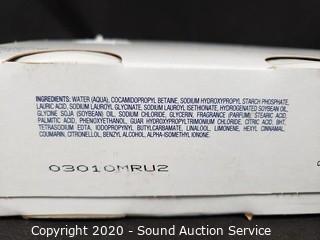 INGREDIENTS: WATER (AQUA), COCAMIDOPROPYL BETAINE, SODIUM HYDROXYPROPYL STARCH PHOSPHATE,
LAURIC ACID, SODIUM LAUROYL GLYCINATE, SODIUM LAUROYL ISETHIONATE, HYDROGENATED SOYBEAN OIL,
GLYCINE SOJA (SOYBEAN) OIL, SODIUM CHLORIDE, GLYCERIN, FRAGRANCE (PARFUM), STEARIC ACID,
PALMITIC ACID, PHENOXYETHANOL, GUAR HYDROXYPROPYLTRIMONIUM CHLORIDE, CITRIC ACID, BHT,
TETRASODIUM EDTA, IODOPROPYNYL, BUTYLCARBAMATE, LINALOOL, LIMONENE, HEXYL, CINNAMAL,
COUMARIN, CITRONELLOL, BENZYL ALCOHOL, ALPHA-ISOMETHYL IONONE.
03010MRU2
Copyright 2020 - Sound Auction Service